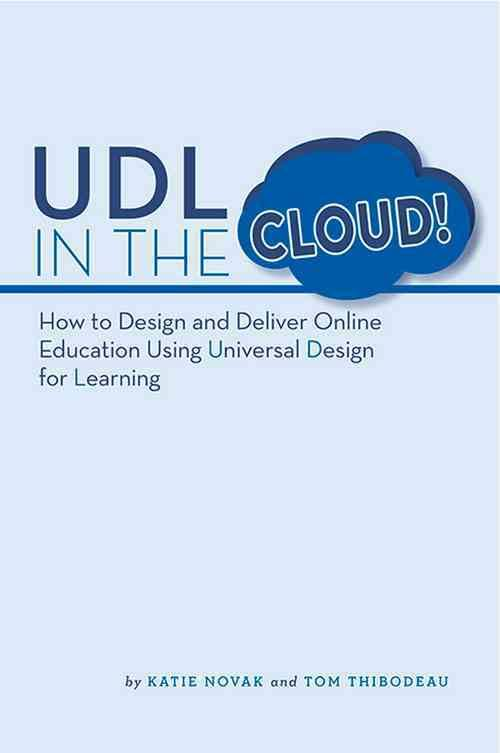 UDL
IN THE
CLOUD!
How to Design and Deliver Online
Education Using Universal Design
for Learning
by KATIE NOVAK and TOM THIBODEAU